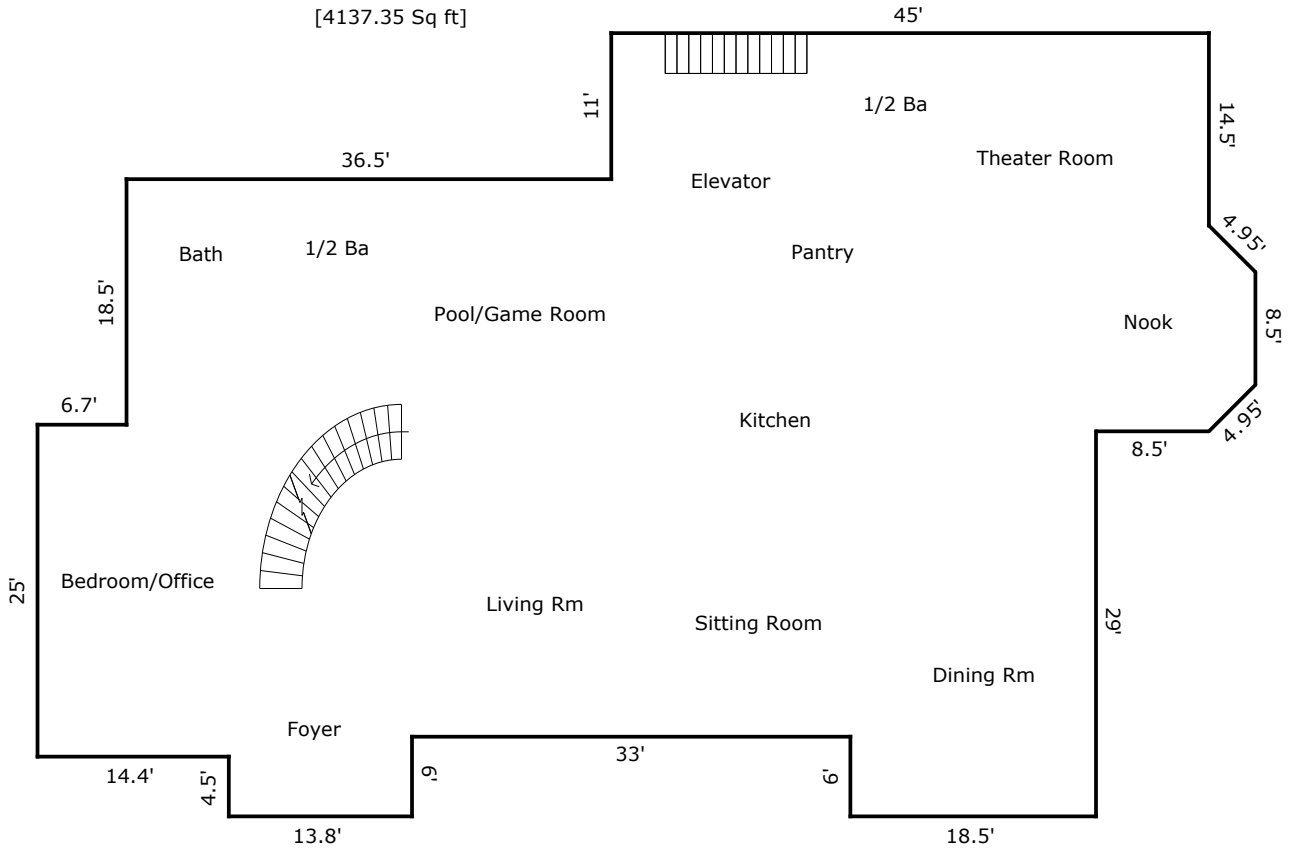 [4137.35 Sq ft]
45'
11'
1/2 Ba
14.5'
36.5'
Theater Room
Elevator
4.95'
Bath
1/2 Ba
Pantry
18.5'
Pool/Game Room
Nook
8.5'
6.7'
Kitchen
4.95'
8.5'
25'
Bedroom/Office
Living Rm
Sitting Room
29'
Dining Rm
Foyer
14.4'
4.5'
6'
33'
6'
13.8'
18.5'